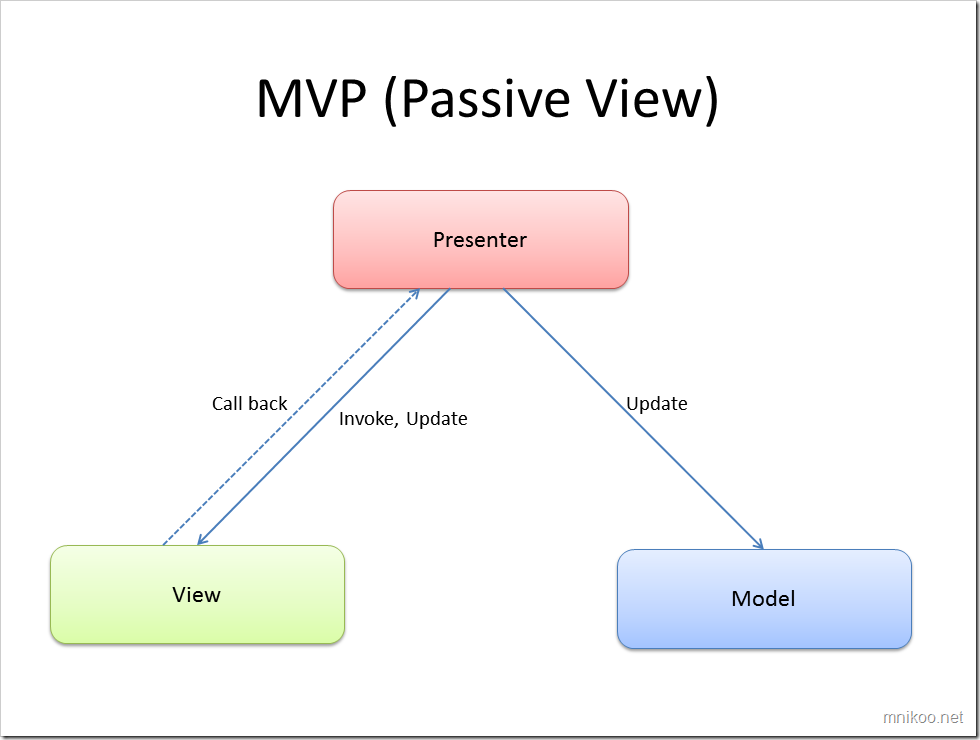 MVP (Passive View)
Presenter
Call back
Invoke, Update
Update
View
Model
mnikoo.net